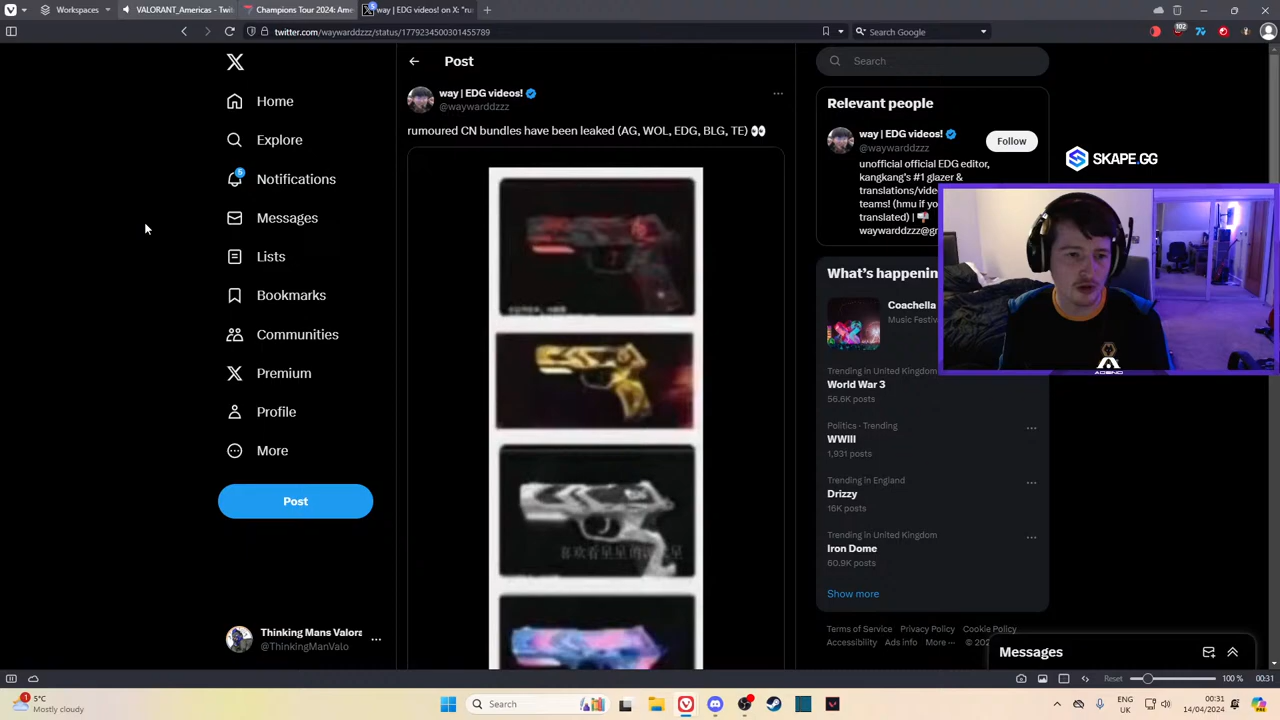 Workspaces
VALORANT_Americas - Twitch
Champions Tour 2024: Ame
way | EDG videos! on X: "ru
twitter.com/waywarddzzz/status/1779234500301455789
Search Google
102
Home
Explore
5
Notifications
Messages
Lists
Bookmarks
Communities
Premium
Profile
More
Post
Thinking Mans Valora
@ThinkingManValo
Post
way | EDG videos!
@waywarddzzz
rumoured CN bundles have been leaked (AG, WOL, EDG, BLG, TE) 👀
Search
Relevant people
way | EDG videos!
@waywarddzzz
Follow
unofficial official EDG editor,
kangkang's #1 glazer &
translations/vide
teams! (hmu if yo
translated) | 📬
waywarddzzz@gm
SKAPE.GG
What's happenin
Coachella
Music Festiv
Trending in United Kingdom
World War 3
56.6K posts
Politics · Trending
WWIII
1,931 posts
Trending in England
Drizzy
16K posts
Trending in United Kingdom
Iron Dome
60.9K posts
Show more
Terms of Service Privacy Policy Cookie Policy
Accessibility Ads info More ··· © 202
Messages
Reset
100 %
00:31
1
5°C
Mostly cloudy
Search
ENG
UK
00:31
14/04/2024